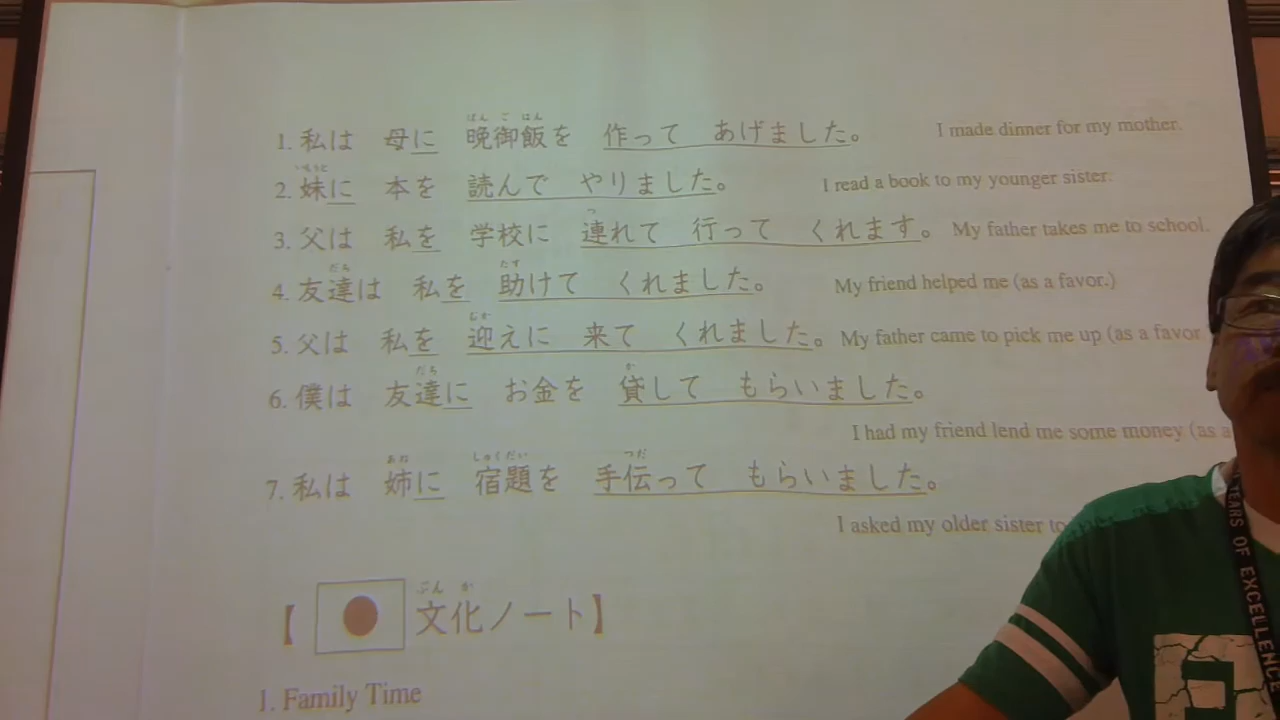 1. 私は 母に 晩御飯を 作って あげました。 I made dinner for my mother.
2. 妹に 本を 読んで やりました。 I read a book to my younger sister.
3. 父は 私を 学校に 連れて 行って くれます。 My father takes me to school.
4. 友達は 私を 助けて くれました。 My friend helped me (as a favor.)
5. 父は 私を 迎えに 来て くれました。 My father came to pick me up (as a favor
6. 僕は 友達に お金を 貸して もらいました。
I had my friend lend me some money (as a
7. 私は 姉に 宿題を 手伝って もらいました。
I asked my older sister to
【文化ノート】
1. Family Time
YEARS OF EXCELLENCE